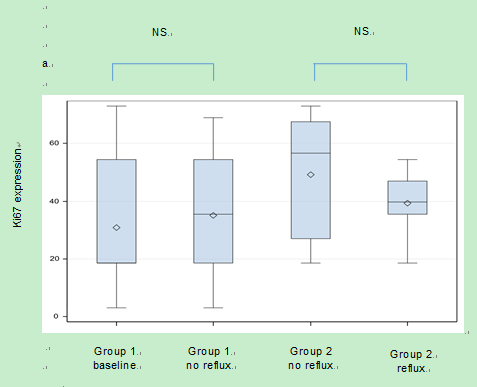 NS.
NS.
a.
Ki67 expression
60
40
20
0
Group 1.
baseline.
Group 1.
no reflux.
Group 2
no reflux.
Group 2.
reflux.